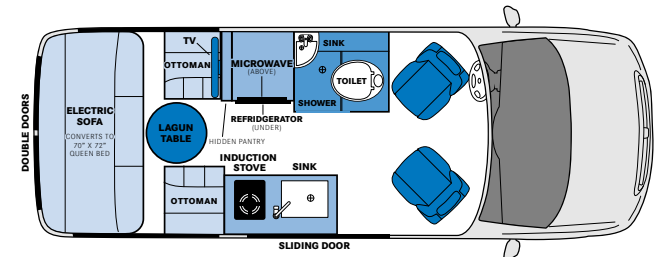 DOUBLE DOORS
ELECTRIC
SOFA
CONVERTS TO
70" X 72"
QUEEN BED
TV
OTTOMAN
LAGUN
TABLE
OTTOMAN
MICROWAVE
(ABOVE)
REFRIDGERATOR
(UNDER)
HIDDEN PANTRY
SINK
TOILET
SHOWER
INDUCTION
STOVE
SINK
SLIDING DOOR